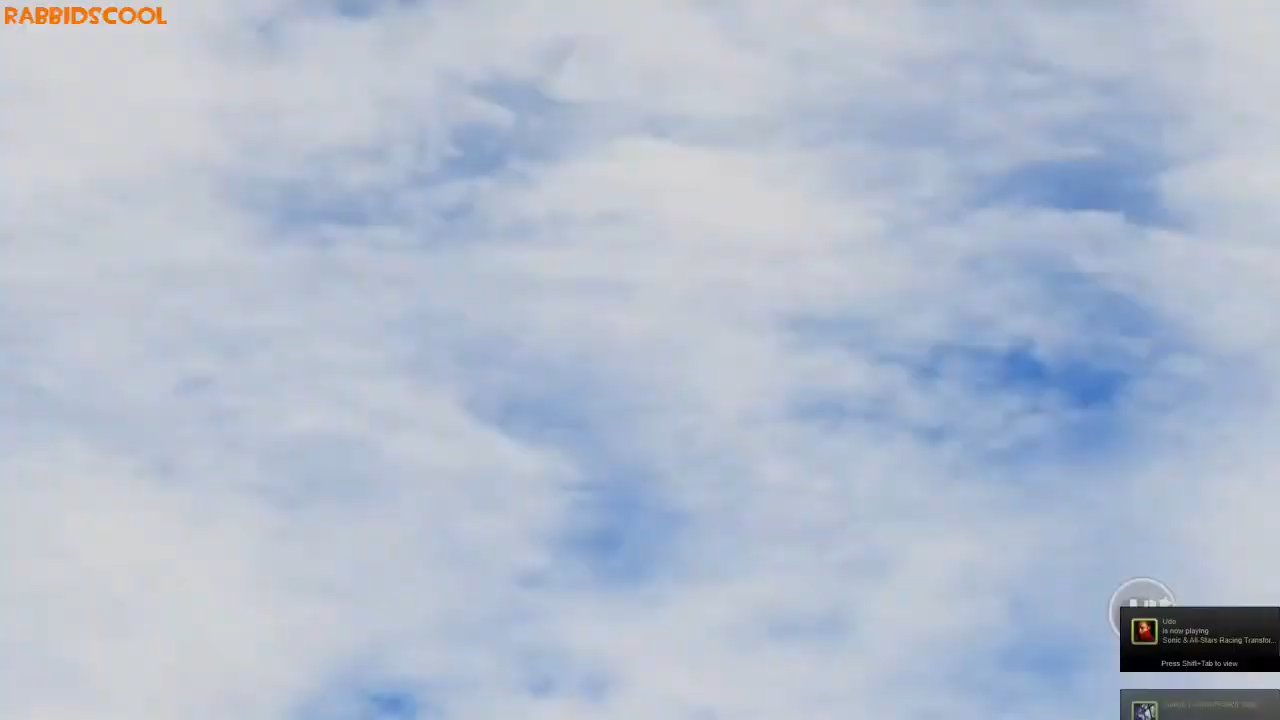 RABBIDSCOOL
Udo
is now playing
Sonic & All-Stars Racing Transfor...
Press Shift+Tab to view